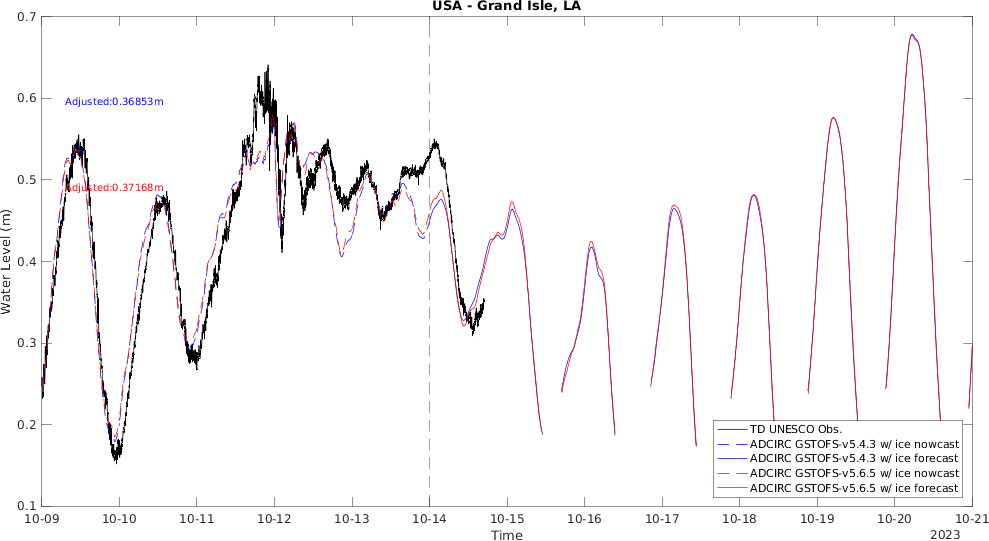 USA - Grand Isle, LA
0.7
0.6
0.5
0.4
0.3
0.2
0.1
Water Level (m)
Adjusted:0.36853m
Adjusted:0.37168m
TD UNESCO Obs.
ADCIRC GSTOFS-v5.4.3 w/ ice nowcast
ADCIRC GSTOFS-v5.4.3 w/ ice forecast
ADCIRC GSTOFS-v5.6.5 w/ ice nowcast
ADCIRC GSTOFS-v5.6.5 w/ ice forecast
10-09 10-10 10-11 10-12 10-13 10-14 10-15 10-16 10-17 10-18 10-19 10-20 10-21
Time 2023